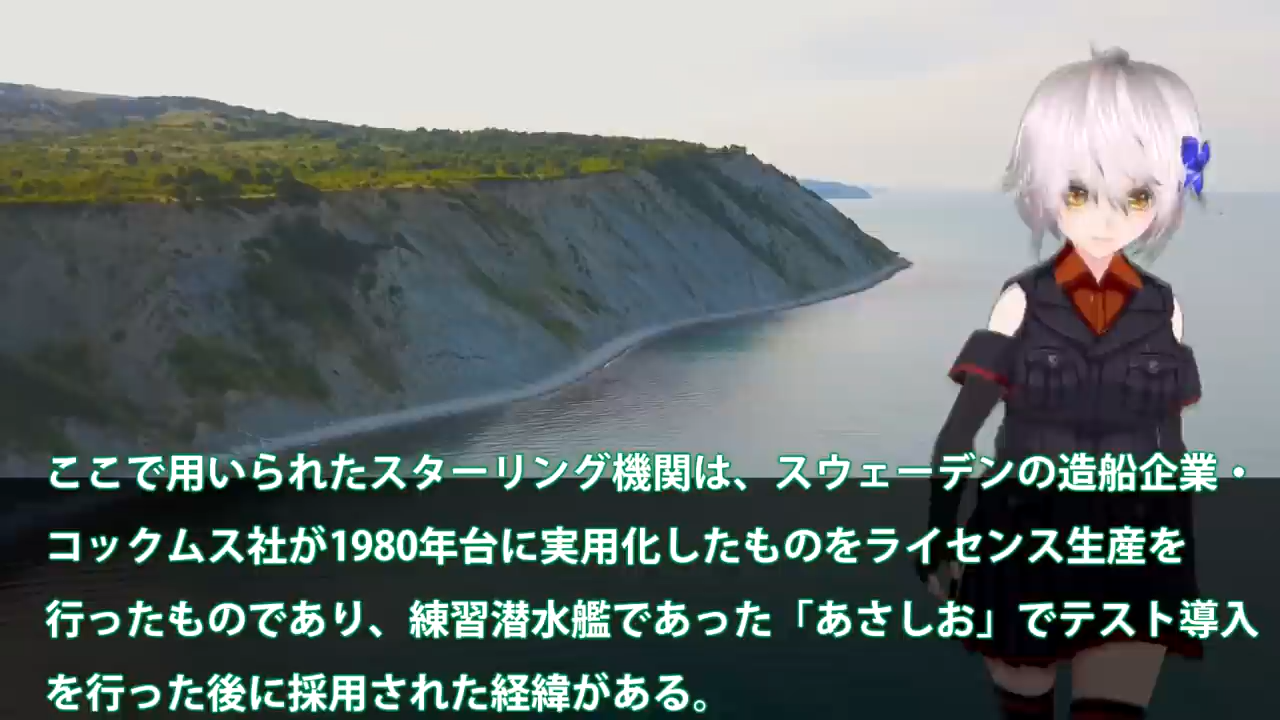 ここで用いられたスターリング機関は、スウェーデンの造船企業・
コックムス社が1980年台に実用化したものをライセンス生産を
行ったものであり、練習潜水艦であった「あさしお」でテスト導入
を行った後に採用された経緯がある。